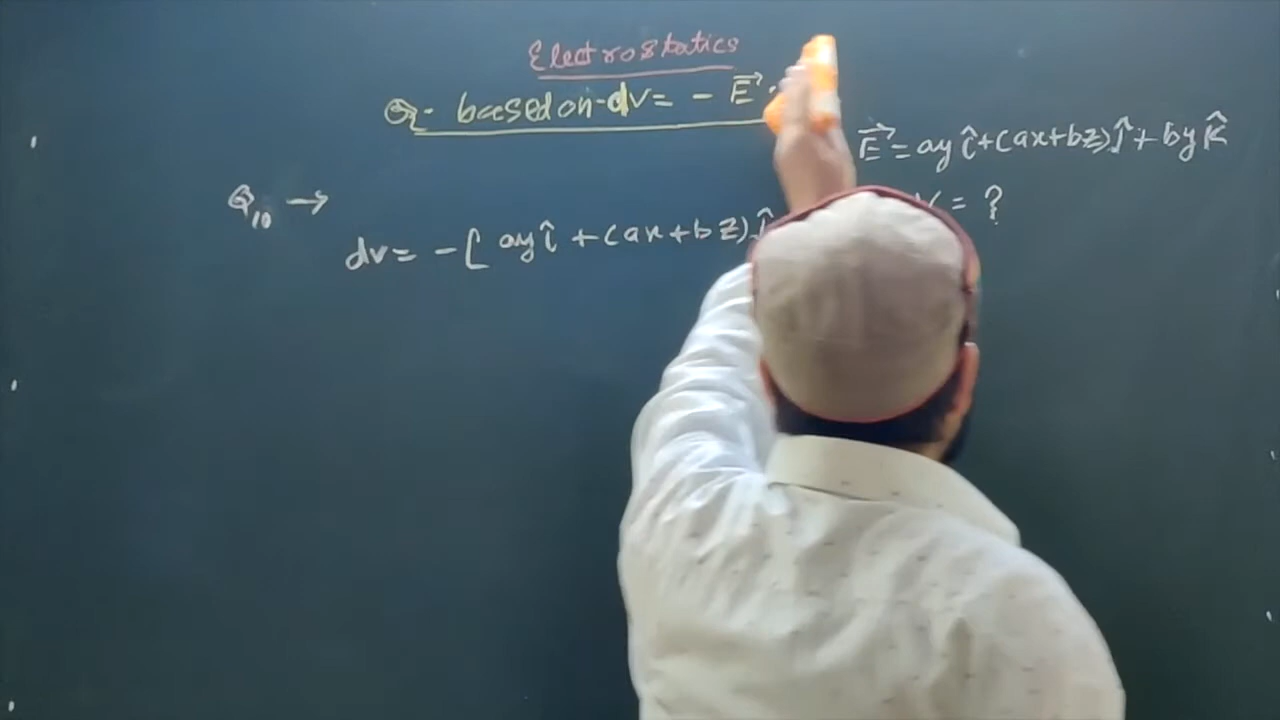 Electrostatics
Q. based on dv = - E⃗ .
E⃗ = ay î + (ax+bz) ĵ + by k̂
Q₁₀ → V = ?
dv = - [ ay î + (ax + bz) ĵ